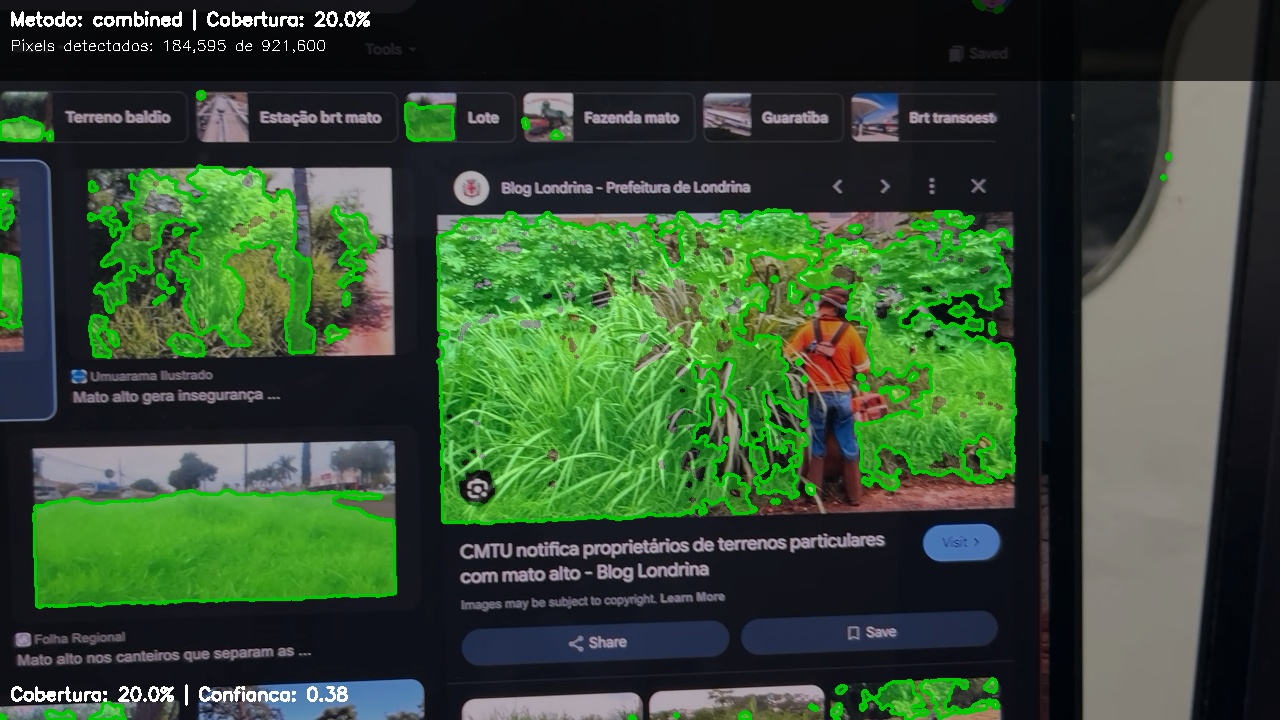 Metodo: combined | Cobertura: 20.0%
Pixels detectados: 184,595 de 921,600
Tools
Saved
Terreno baldio
Estação brt mato
Lote
Fazenda mato
Guaratiba
Brt transoest
Blog Londrina - Prefeitura de Londrina
Umuarama Ilustrado
Mato alto gera insegurança ...
CMTU notifica proprietários de terrenos particulares
com mato alto - Blog Londrina
Visit
Images may be subject to copyright. Learn More
Share
Save
Folha Regional
Mato alto nos canteiros que separam as ...
Cobertura: 20.0% | Confianca: 0.38